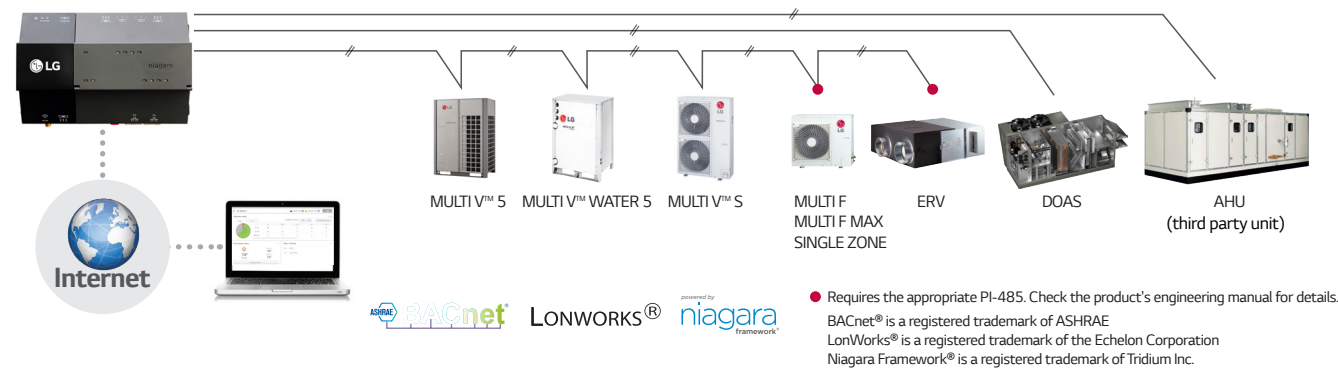 LG
niagara
MULTI V™ 5
MULTI V™ WATER 5
MULTI V™ S
MULTI F
MULTI F MAX
SINGLE ZONE
ERV
DOAS
AHU
(third party unit)
Internet
ASHRAE BACnet®
LONWORKS®
powered by
niagara
framework®
Requires the appropriate PI-485. Check the product's engineering manual for details.
BACnet® is a registered trademark of ASHRAE
LonWorks® is a registered trademark of the Echelon Corporation
Niagara Framework® is a registered trademark of Tridium Inc.